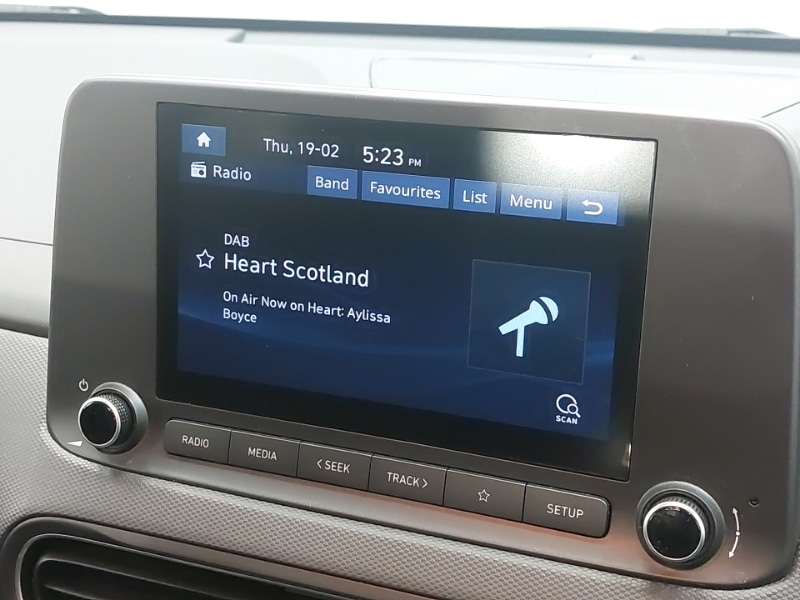 Thu, 19-02 5:23 PM
Radio
Band Favourites List Menu
DAB
Heart Scotland
On Air Now on Heart: Aylissa
Boyce
SCAN
RADIO MEDIA < SEEK TRACK > SETUP